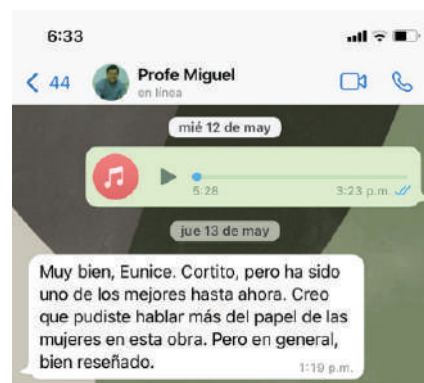 6:33
44
Profe Miguel
en línea
mié 12 de may
5:28
3:23 p.m.
jue 13 de may
Muy bien, Eunice. Cortito, pero ha sido
uno de los mejores hasta ahora. Creo
que pudiste hablar más del papel de las
mujeres en esta obra. Pero en general,
bien reseñado.
1:19 p.m.